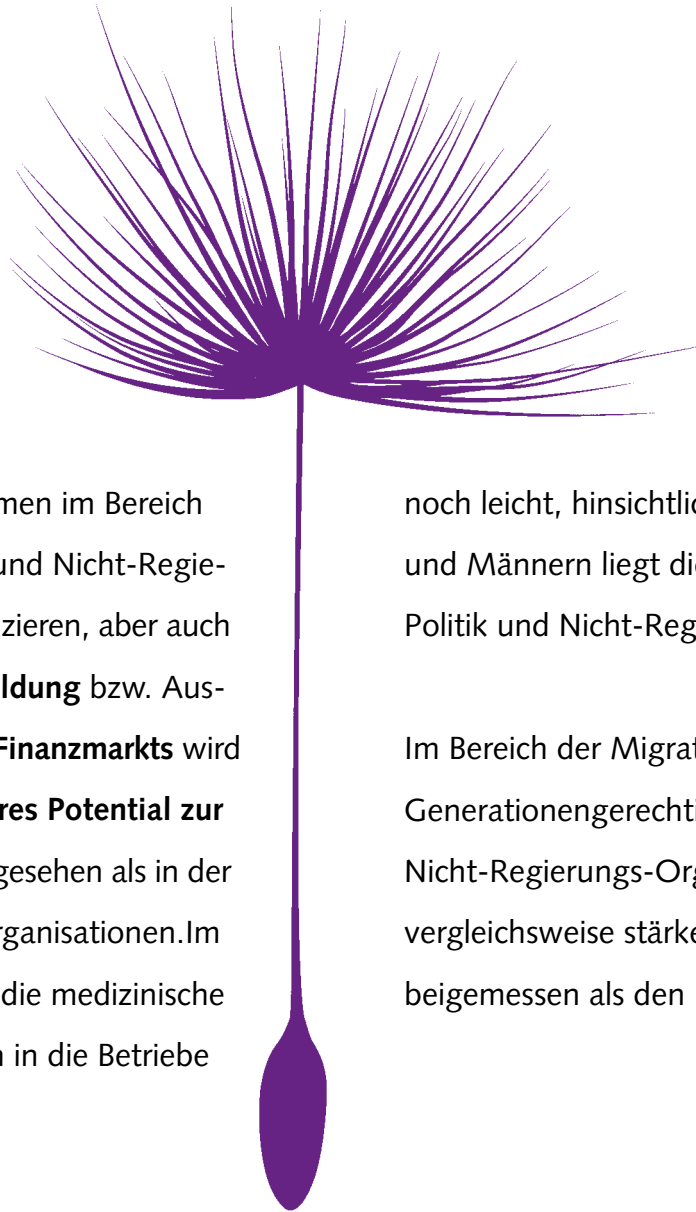 men im Bereich
und Nicht-Regie-
zieren, aber auch
ldung bzw. Aus-
Finanzmarkts wird
res Potential zur
gesehen als in der
rganisationen.Im
die medizinische
in die Betriebe
noch leicht, hinsichtlic
und Männern liegt die
Politik und Nicht-Reg
Im Bereich der Migrat
Generationengerechti
Nicht-Regierungs-Org
vergleichsweise stärke
beigemessen als den